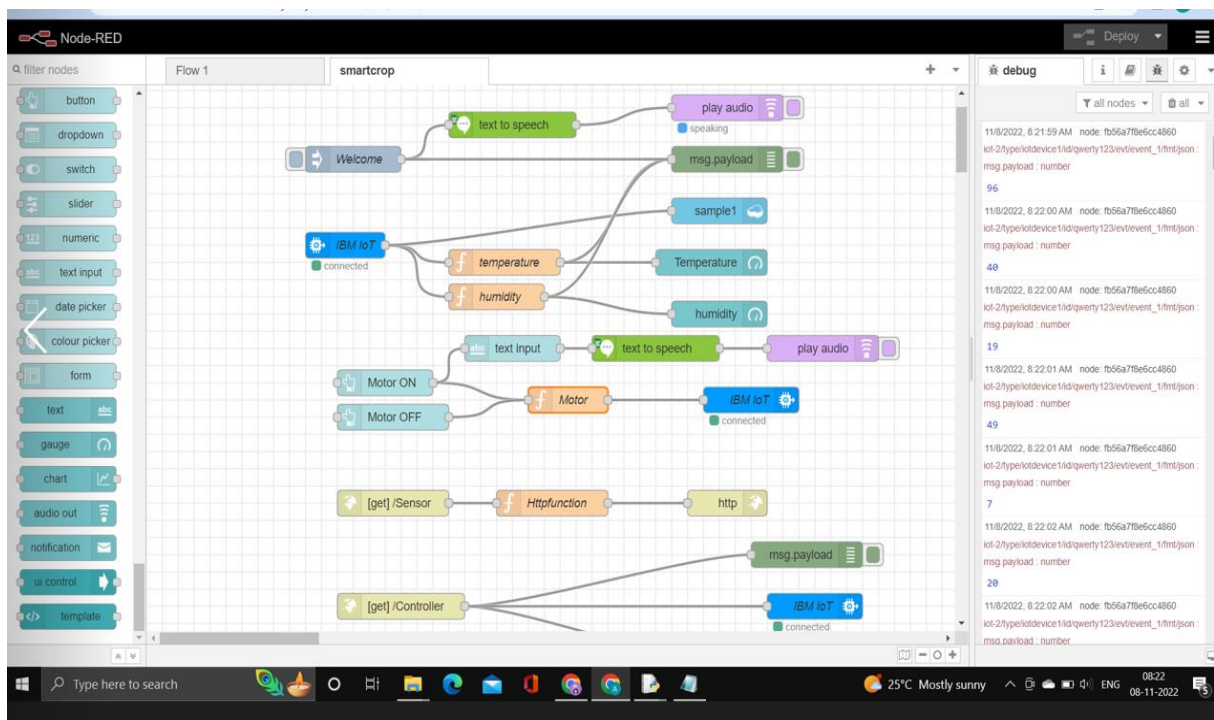 Node-RED
Deploy
filter nodes
Flow 1
smartcrop
debug
all nodes
all
button
dropdown
switch
slider
123
numeric
abc
text input
date picker
colour picker
form
text
abc
gauge
chart
audio out
notification
ui control
</>
template
Welcome
text to speech
play audio
speaking
msg.payload
sample1
IBM IoT
connected
f
temperature
Temperature
f
humidity
humidity
abc
text input
text to speech
play audio
Motor ON
f
Motor
IBM IoT
connected
Motor OFF
[get] /Sensor
f
Httpfunction
http
msg.payload
[get] /Controller
IBM IoT
connected
11/8/2022, 8:21:59 AM node: fb56a7f8e6cc4860
iot-2/type/iotdevice1/id/qwerty123/evt/event_1/fmt/json :
msg.payload : number
96
11/8/2022, 8:22:00 AM node: fb56a7f8e6cc4860
iot-2/type/iotdevice1/id/qwerty123/evt/event_1/fmt/json :
msg.payload : number
40
11/8/2022, 8:22:00 AM node: fb56a7f8e6cc4860
iot-2/type/iotdevice1/id/qwerty123/evt/event_1/fmt/json :
msg.payload : number
19
11/8/2022, 8:22:01 AM node: fb56a7f8e6cc4860
iot-2/type/iotdevice1/id/qwerty123/evt/event_1/fmt/json :
msg.payload : number
49
11/8/2022, 8:22:01 AM node: fb56a7f8e6cc4860
iot-2/type/iotdevice1/id/qwerty123/evt/event_1/fmt/json :
msg.payload : number
7
11/8/2022, 8:22:02 AM node: fb56a7f8e6cc4860
iot-2/type/iotdevice1/id/qwerty123/evt/event_1/fmt/json :
msg.payload : number
20
11/8/2022, 8:22:02 AM node: fb56a7f8e6cc4860
iot-2/type/iotdevice1/id/qwerty123/evt/event_1/fmt/json :
msg.payload : number
Type here to search
25°C Mostly sunny
ENG
08:22
08-11-2022
5